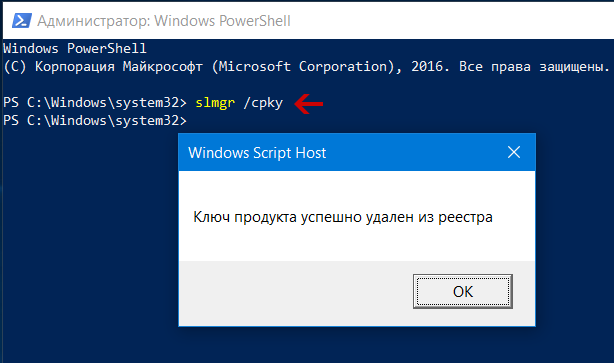 Администратор: Windows PowerShell
Windows PowerShell
(C) Корпорация Майкрософт (Microsoft Corporation), 2016. Все права защищены.
PS C:\Windows\system32> slmgr /cpky
PS C:\Windows\system32>
Windows Script Host
Ключ продукта успешно удален из реестра
OK